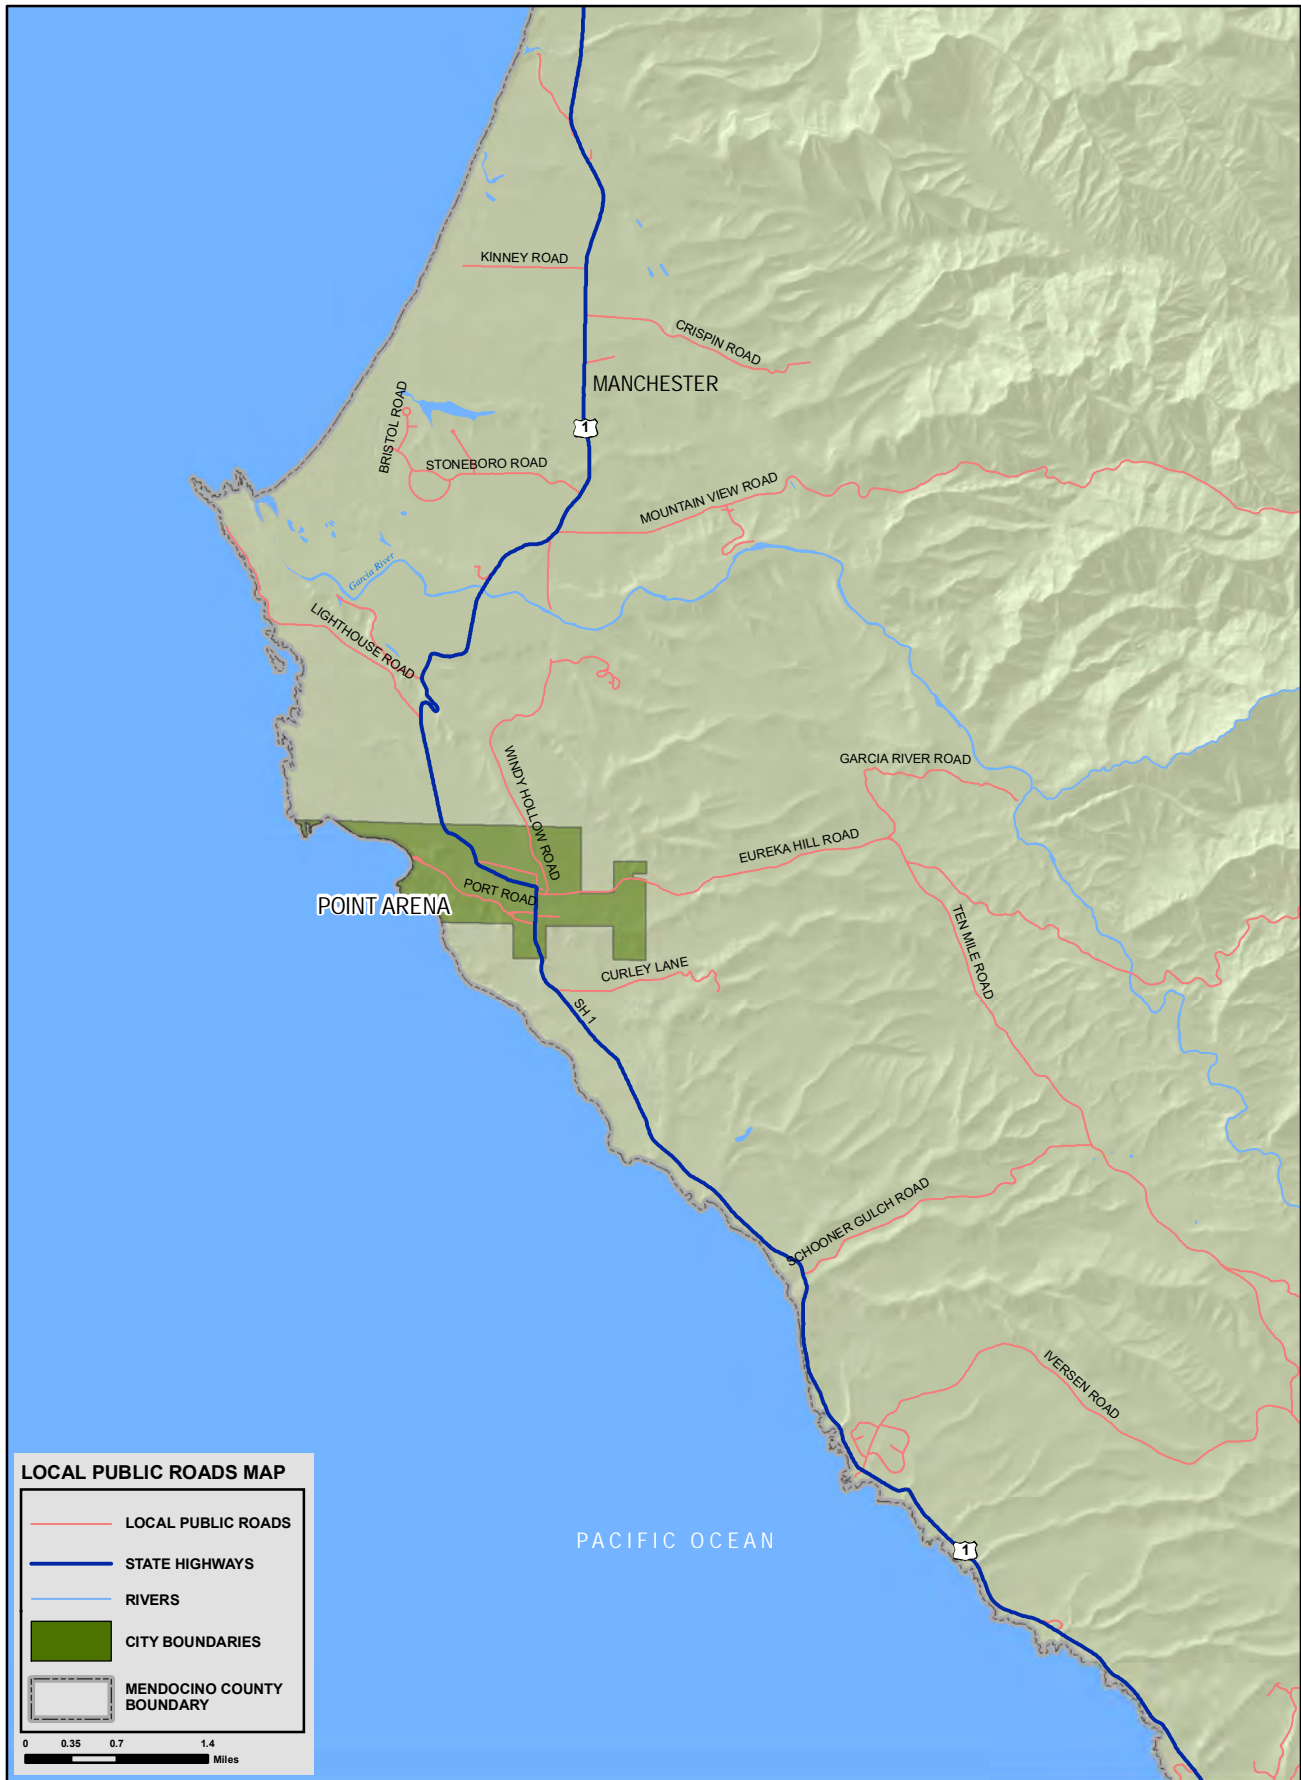 KINNEY ROAD
CRISPIN ROAD
MANCHESTER
BRISTOL ROAD
1
STONEBORO ROAD
MOUNTAIN VIEW ROAD
Garcia River
LIGHTHOUSE ROAD
WINDY HOLLOW ROAD
GARCIA RIVER ROAD
EUREKA HILL ROAD
PORT ROAD
POINT ARENA
TEN MILE ROAD
CURLEY LANE
SH 1
SCHOONER GULCH ROAD
IVERSEN ROAD
PACIFIC OCEAN
1
LOCAL PUBLIC ROADS MAP
LOCAL PUBLIC ROADS
STATE HIGHWAYS
RIVERS
CITY BOUNDARIES
MENDOCINO COUNTY
BOUNDARY
0 0.35 0.7 1.4
Miles